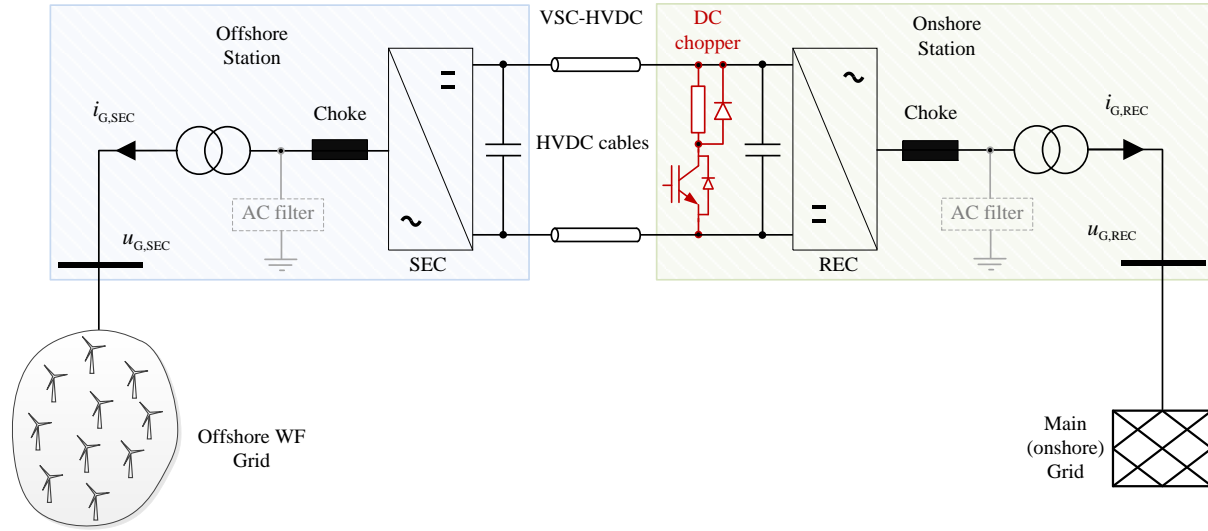 Offshore
Station
VSC-HVDC
DC
chopper
Onshore
Station
i_G,SEC
Choke
HVDC cables
Choke
i_G,REC
AC filter
AC filter
u_G,SEC
u_G,REC
SEC
REC
Offshore WF
Grid
Main
(onshore)
Grid